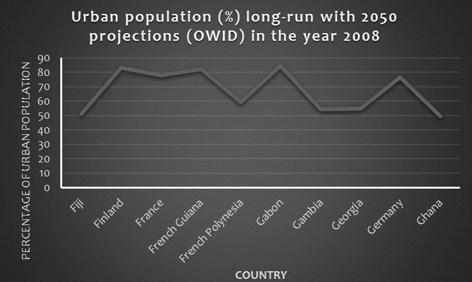 Urban population (%) long-run with 2050
projections (OWID) in the year 2008
PERCENTAGE OF URBAN POPULATION
90
80
70
60
50
40
30
20
10
0
Fiji
Finland
France
French Guiana
French Polynesia
Gabon
Gambia
Georgia
Germany
Ghana
COUNTRY